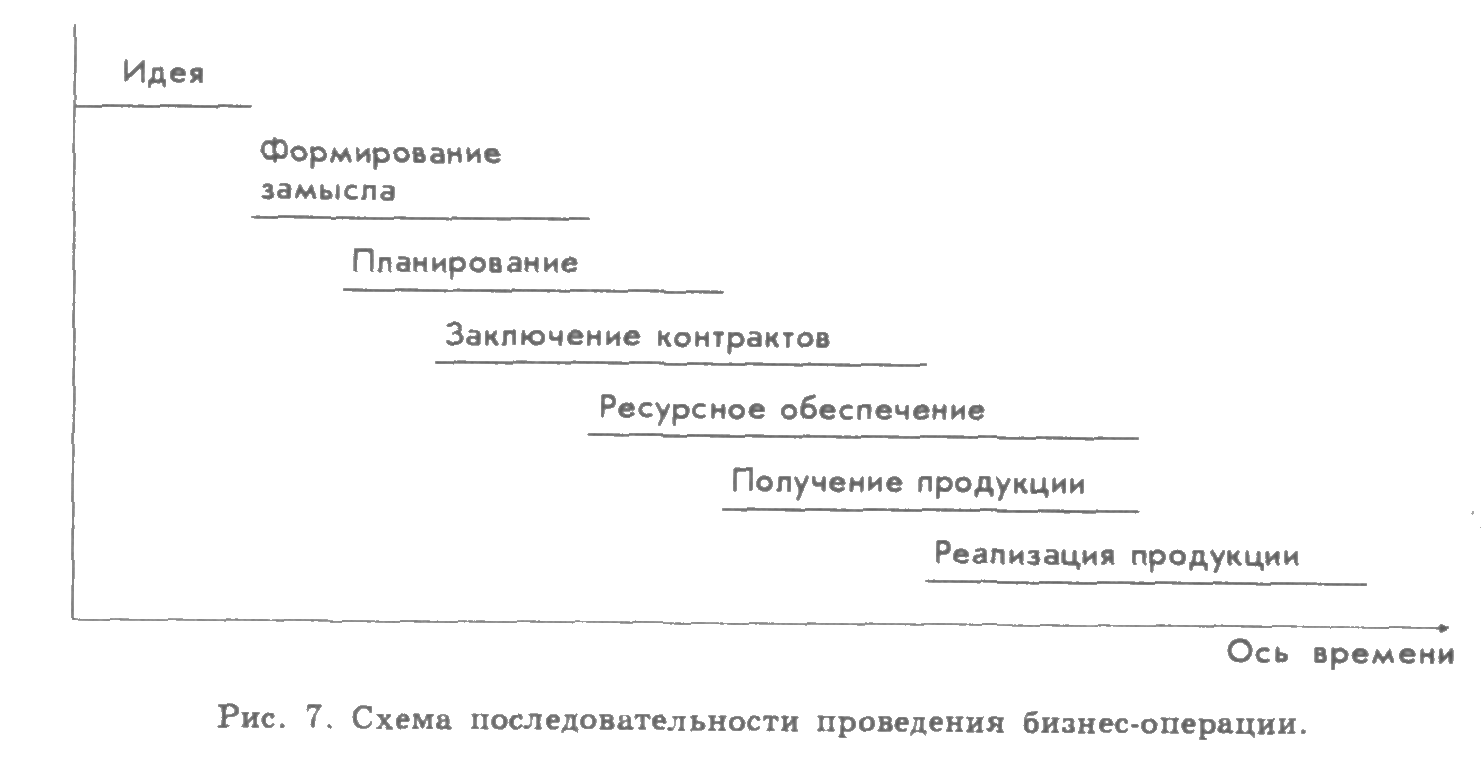 Идея
Формирование
замысла
Планирование
Заключение контрактов
Ресурсное обеспечение
Получение продукции
Реализация продукции
Ось времени
Рис. 7. Схема последовательности проведения бизнес-операции.